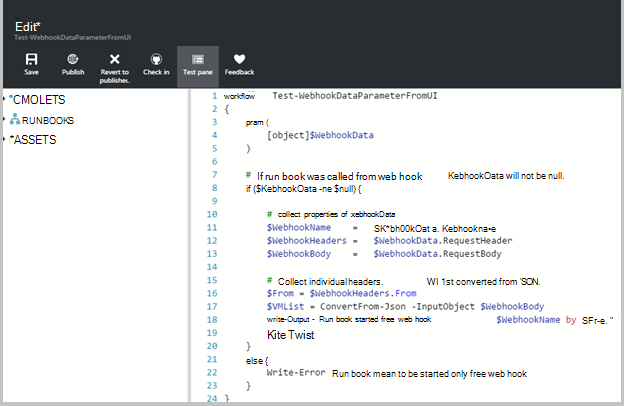 Edit*
Test-WebhookDataParameterFromUI
Save
Publish
Revert to publishec.
Check in
Test pane
Feedback
"CMOLETS
RUNBOOKS
*ASSETS
1 workflow Test-WebhookDataParameterFromUI
2 {
3 pram (
4 [object]$WebhookData
5 )
6
7 # If run book was called from web hook KebhookOata will not be null.
8 if ($KebhookOata -ne $null) {
9
10 # collect properties of xebhookData
11 $WebhookName = SK*bh00kOat a. Kebhookna•e
12 $WebhookHeaders = $WebhookData.RequestHeader
13 $WebhookBody = $WebhookData.RequestBody
14
15 # Collect individual headers. WI 1st converted from 'SON.
16 $From = $WebhookHeaders.From
17 $VMList = ConvertFrom-Json -InputObject $WebhookBody
18 write-Output - Run book started free web hook $WebhookName by SFr-e. "
19 Kite Twist
20 }
21 else {
22 Write-Error Run book mean to be started only free web hook
23 }
24 }